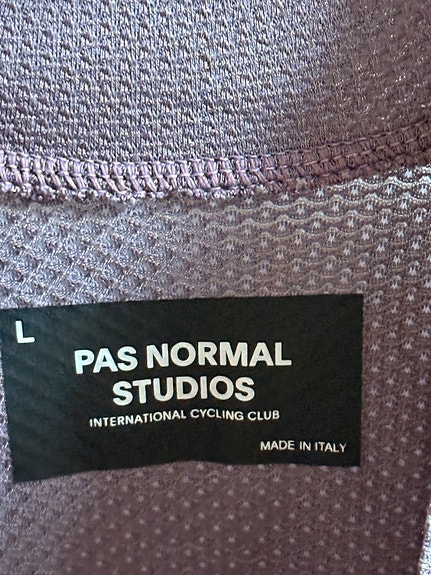 L
PAS NORMAL
STUDIOS
INTERNATIONAL CYCLING CLUB
MADE IN ITALY